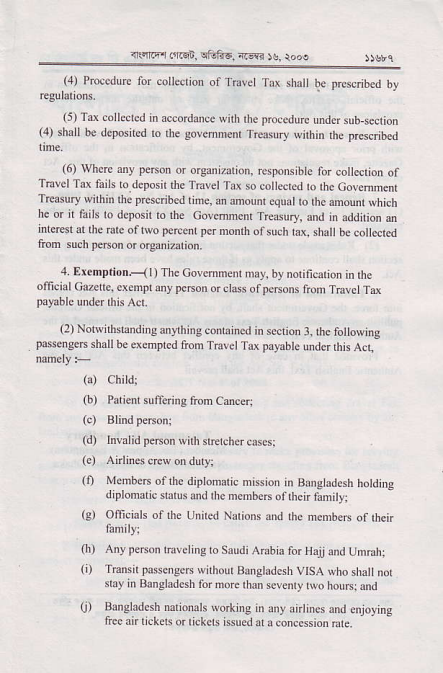 বাংলাদেশ গেজেট, অতিরিক্ত, নভেম্বর ১৬, ২০০৩ ১১৬৮৭
(4) Procedure for collection of Travel Tax shall be prescribed by
regulations.
(5) Tax collected in accordance with the procedure under sub-section
(4) shall be deposited to the government Treasury within the prescribed
time.
(6) Where any person or organization, responsible for collection of
Travel Tax fails to deposit the Travel Tax so collected to the Government
Treasury within the prescribed time, an amount equal to the amount which
he or it fails to deposit to the Government Treasury, and in addition an
interest at the rate of two percent per month of such tax, shall be collected
from such person or organization.
4. Exemption.—(1) The Government may, by notification in the
official Gazette, exempt any person or class of persons from Travel Tax
payable under this Act.
(2) Notwithstanding anything contained in section 3, the following
passengers shall be exempted from Travel Tax payable under this Act,
namely :—
(a) Child;
(b) Patient suffering from Cancer;
(c) Blind person;
(d) Invalid person with stretcher cases;
(e) Airlines crew on duty;
(f) Members of the diplomatic mission in Bangladesh holding
diplomatic status and the members of their family;
(g) Officials of the United Nations and the members of their
family;
(h) Any person traveling to Saudi Arabia for Hajj and Umrah;
(i) Transit passengers without Bangladesh VISA who shall not
stay in Bangladesh for more than seventy two hours; and
(j) Bangladesh nationals working in any airlines and enjoying
free air tickets or tickets issued at a concession rate.